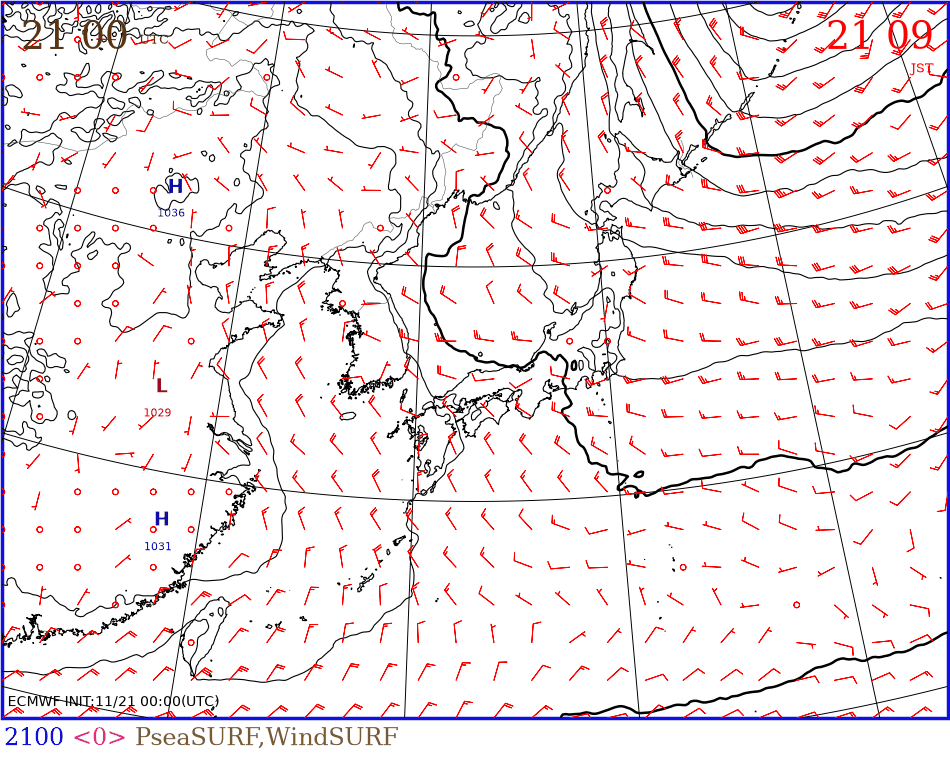 21 00 UTC
21 09
JST
H
1036
L
1029
H
1031
ECMWF INIT:11/21 00:00(UTC)
2100 <0> PseaSURF,WindSURF